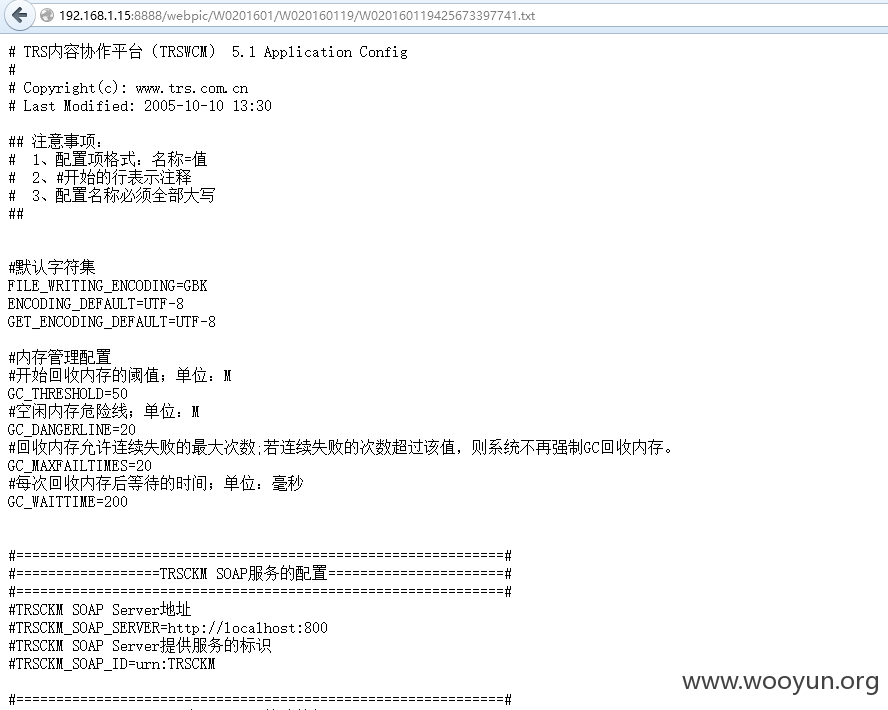 192.168.1.15:8888/webpic/W0201601/W020160119/W020160119425673397741.txt
# TRS内容协作平台（TRSWCM） 5.1 Application Config
#
# Copyright(c): www.trs.com.cn
# Last Modified: 2005-10-10 13:30
## 注意事项：
# 1、配置项格式：名称=值
# 2、#开始的行表示注释
# 3、配置名称必须全部大写
##
#默认字符集
FILE_WRITING_ENCODING=GBK
ENCODING_DEFAULT=UTF-8
GET_ENCODING_DEFAULT=UTF-8
#内存管理配置
#开始回收内存的阈值；单位：M
GC_THRESHOLD=50
#空闲内存危险线；单位：M
GC_DANGERLINE=20
#回收内存允许连续失败的最大次数;若连续失败的次数超过该值，则系统不再强制GC回收内存。
GC_MAXFAILTIMES=20
#每次回收内存后等待的时间；单位：毫秒
GC_WAITTIME=200
#=============================================================#
#==================TRSCKM SOAP服务的配置======================#
#=============================================================#
#TRSCKM SOAP Server地址
#TRSCKM_SOAP_SERVER=http://localhost:800
#TRSCKM SOAP Server提供服务的标识
#TRSCKM_SOAP_ID=urn:TRSCKM
#=============================================================#
www.wooyun.org